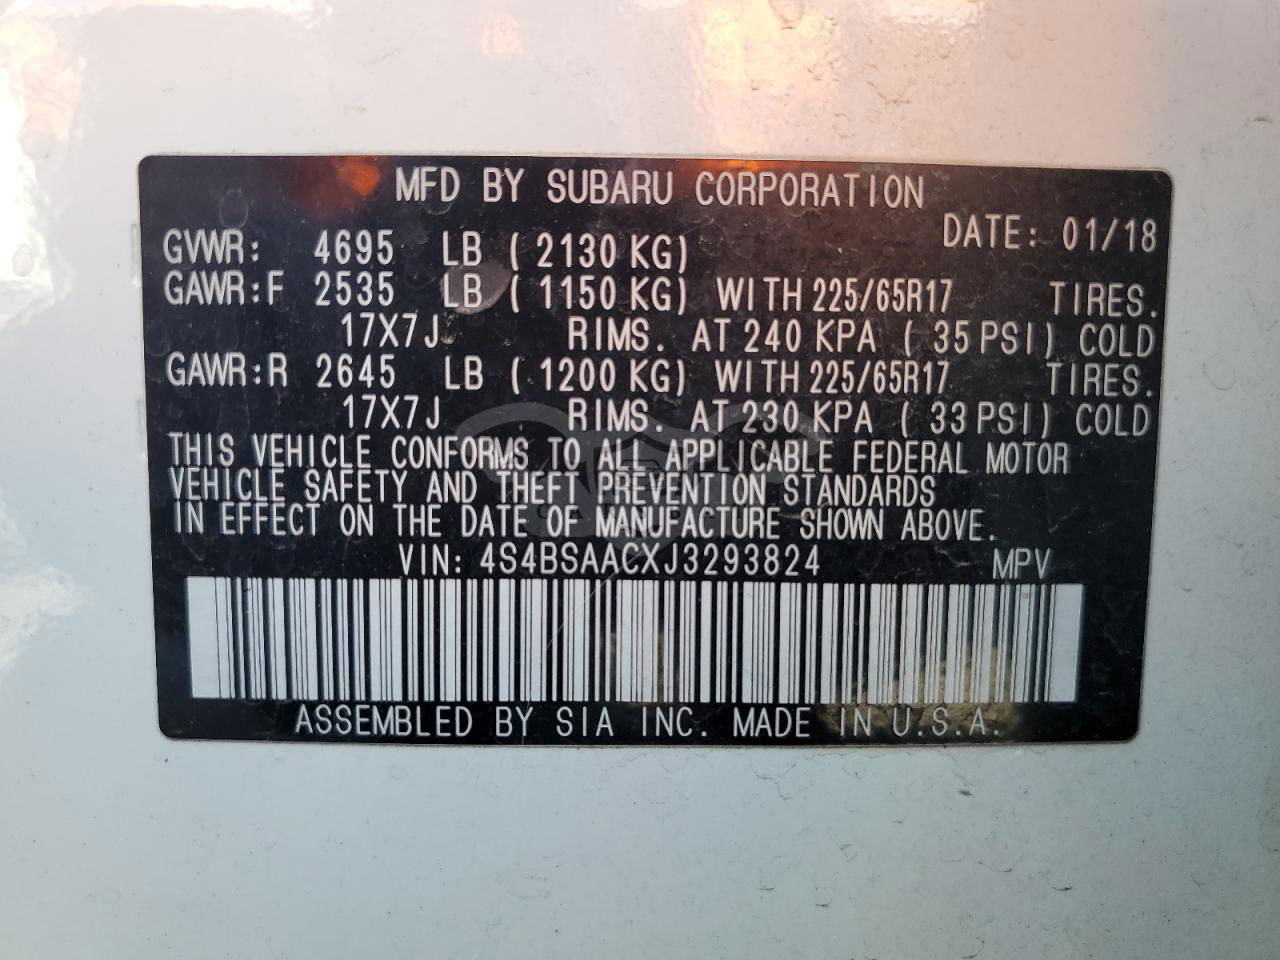 MFD BY SUBARU CORPORATION
DATE: 01/18
GVWR: 4695 LB ( 2130 KG)
GAWR:F 2535 LB ( 1150 KG) WITH 225/65R17 TIRES.
17X7J RIMS. AT 240 KPA ( 35 PSI) COLD
GAWR:R 2645 LB ( 1200 KG) WITH 225/65R17 TIRES.
17X7J RIMS. AT 230 KPA ( 33 PSI) COLD
THIS VEHICLE CONFORMS TO ALL APPLICABLE FEDERAL MOTOR
VEHICLE SAFETY AND THEFT PREVENTION STANDARDS
IN EFFECT ON THE DATE OF MANUFACTURE SHOWN ABOVE.
VIN: 4S4BSAACXJ3293824 MPV
ASSEMBLED BY SIA INC. MADE IN U.S.A.